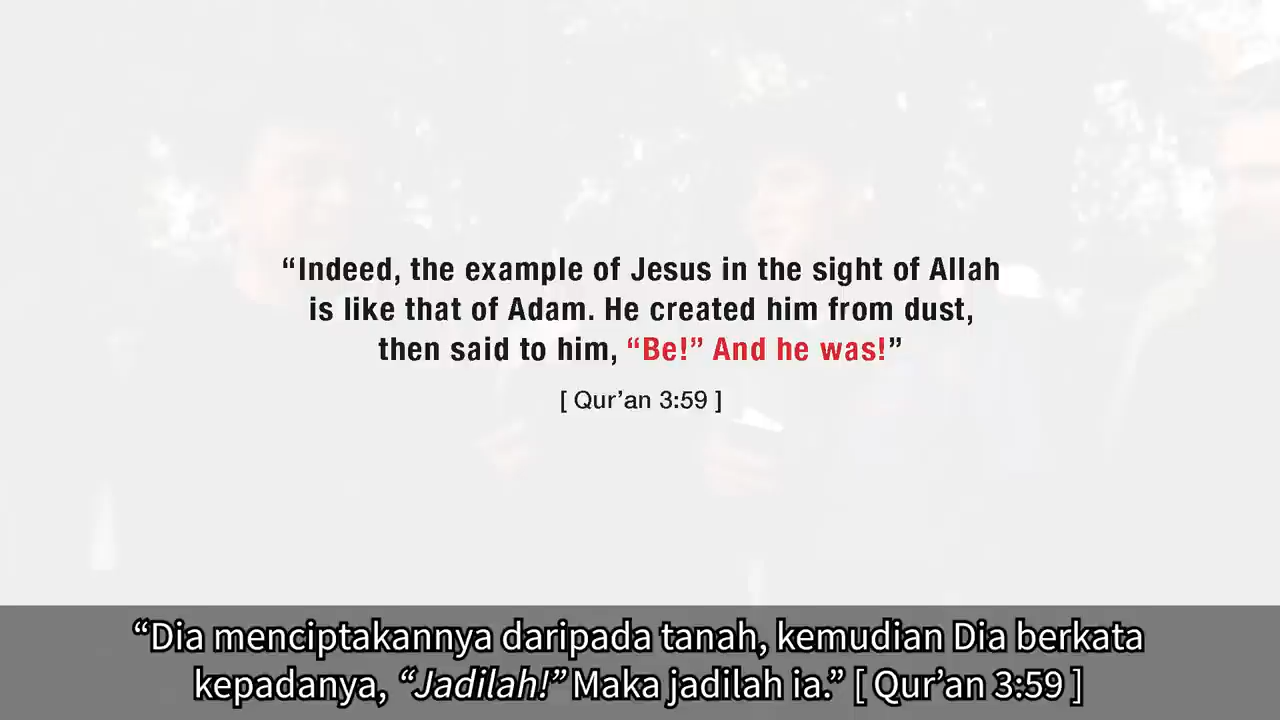 “Indeed, the example of Jesus in the sight of Allah
is like that of Adam. He created him from dust,
then said to him, “Be!” And he was!”
[ Qur’an 3:59 ]
“Dia menciptakannya daripada tanah, kemudian Dia berkata
kepadanya, “Jadilah!” Maka jadilah ia.” [ Qur’an 3:59 ]